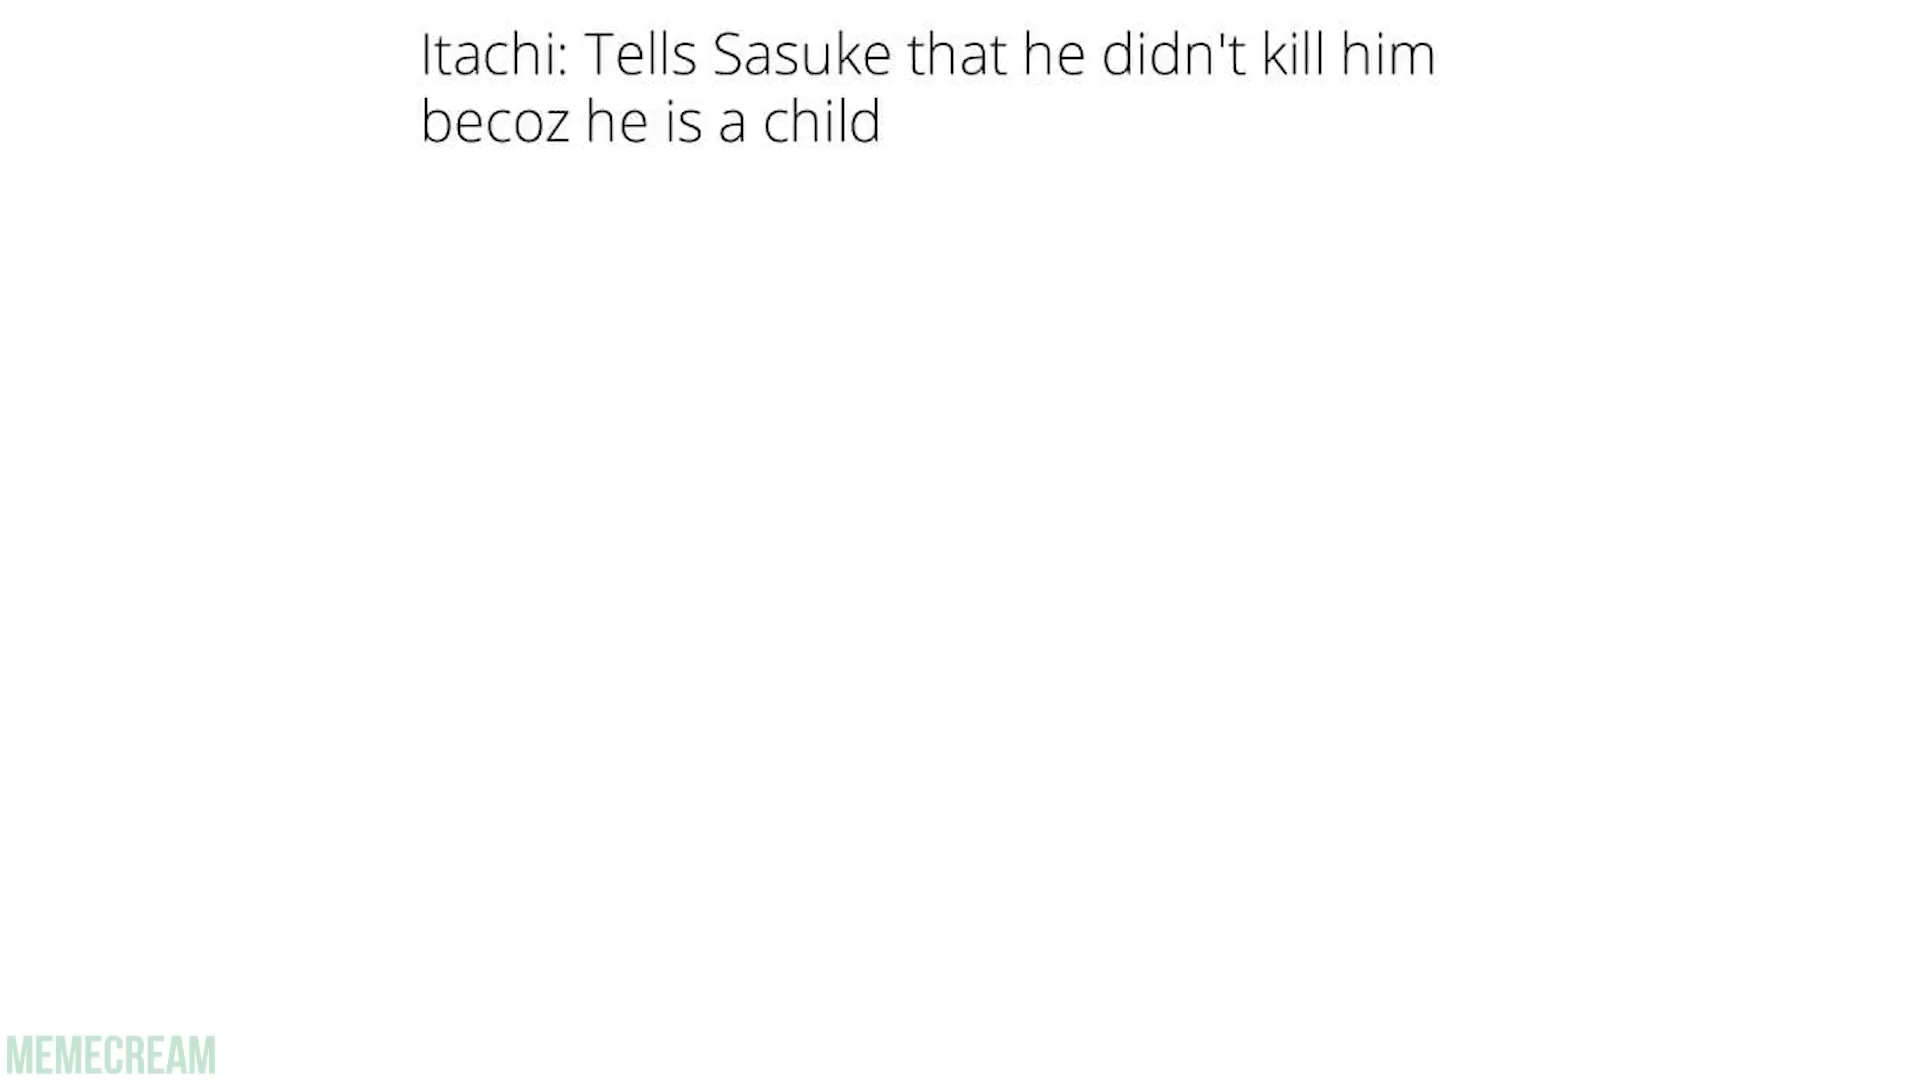 Itachi: Tells Sasuke that he didn't kill him
becoz he is a child
MEMECREAM